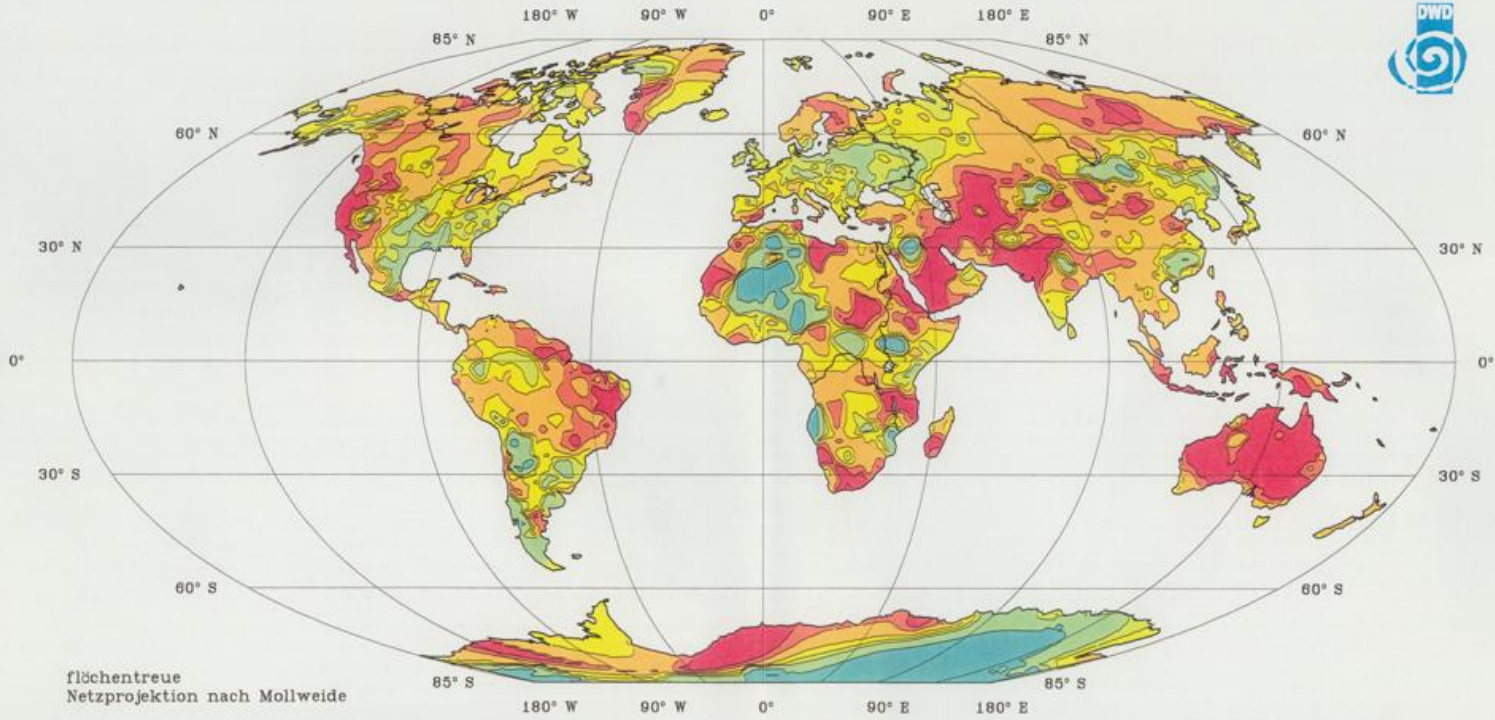 180° W 90° W 0° 90° E 180° E
DWD
85° N 85° N
60° N 60° N
30° N 30° N
0° 0°
30° S 30° S
60° S 60° S
85° S 85° S
flöchentreue
Netzprojektion nach Mollweide
180° W 90° W 0° 90° E 180° E